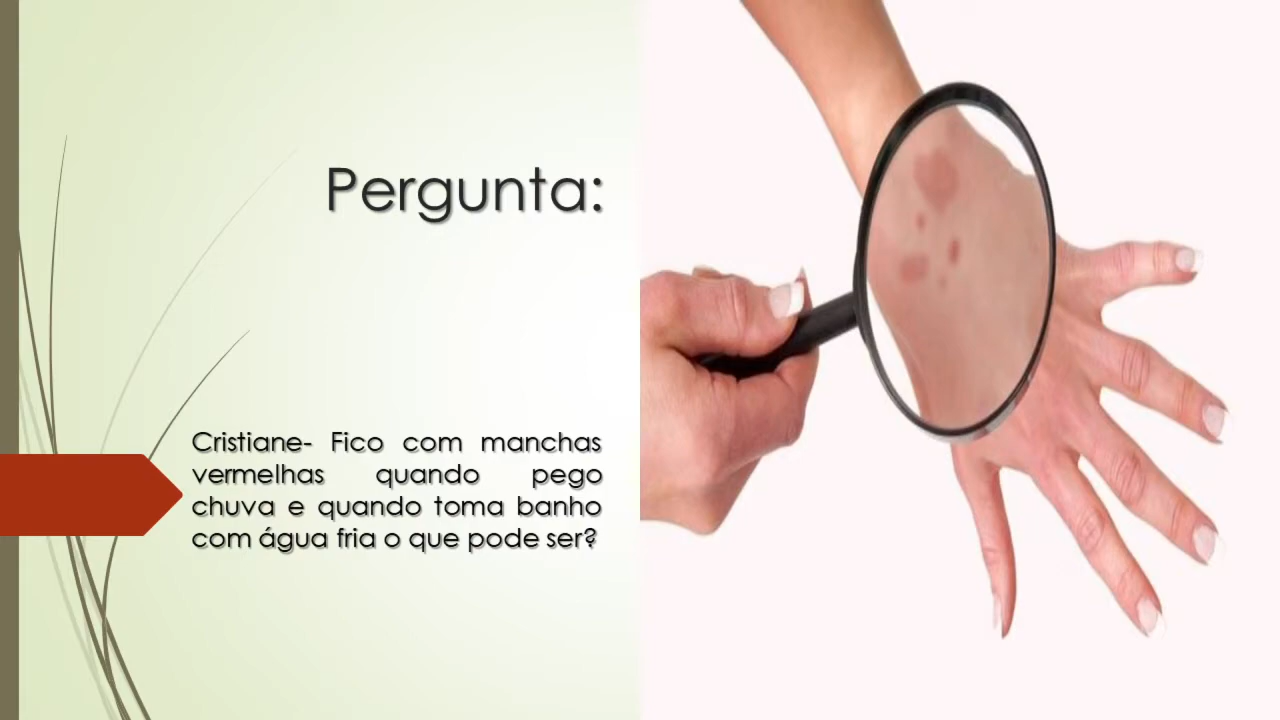 Pergunta:
Cristiane- Fico com manchas
vermelhas quando pego
chuva e quando toma banho
com água fria o que pode ser?